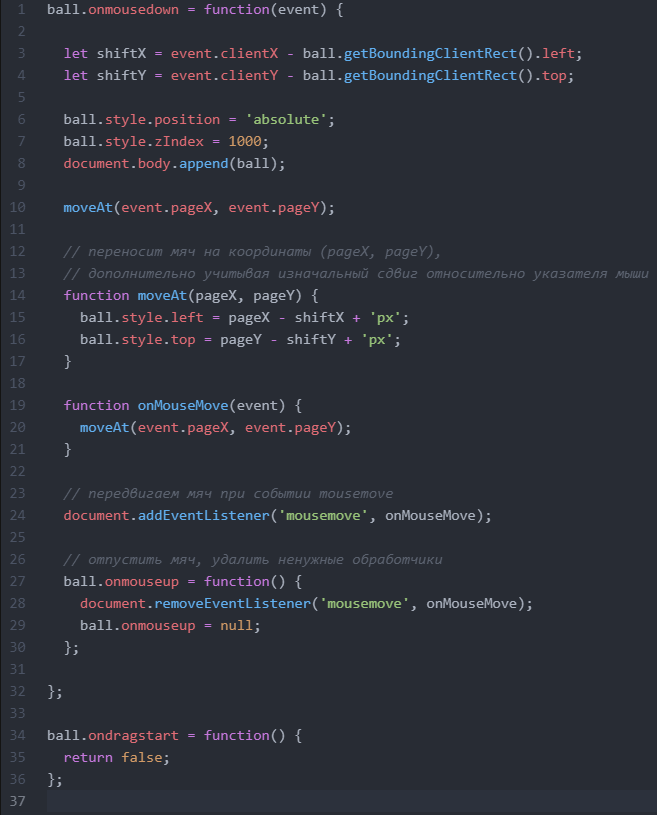 1 ball.onmousedown = function(event) {
2
3 let shiftX = event.clientX - ball.getBoundingClientRect().left;
4 let shiftY = event.clientY - ball.getBoundingClientRect().top;
5
6 ball.style.position = 'absolute';
7 ball.style.zIndex = 1000;
8 document.body.append(ball);
9
10 moveAt(event.pageX, event.pageY);
11
12 // переносит мяч на координаты (pageX, pageY),
13 // дополнительно учитывая изначальный сдвиг относительно указателя мыши
14 function moveAt(pageX, pageY) {
15 ball.style.left = pageX - shiftX + 'px';
16 ball.style.top = pageY - shiftY + 'px';
17 }
18
19 function onMouseMove(event) {
20 moveAt(event.pageX, event.pageY);
21 }
22
23 // передвигаем мяч при событии mousemove
24 document.addEventListener('mousemove', onMouseMove);
25
26 // отпустить мяч, удалить ненужные обработчики
27 ball.onmouseup = function() {
28 document.removeEventListener('mousemove', onMouseMove);
29 ball.onmouseup = null;
30 };
31
32 };
33
34 ball.ondragstart = function() {
35 return false;
36 };
37